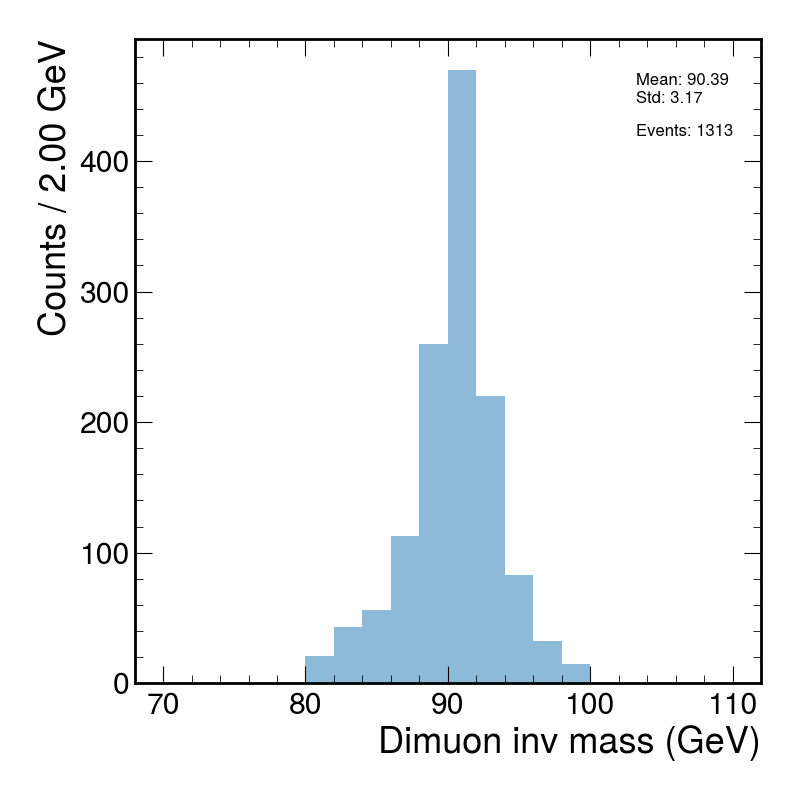 Counts / 2.00 GeV
400
300
200
100
0
Mean: 90.39
Std: 3.17
Events: 1313
70 80 90 100 110
Dimuon inv mass (GeV)